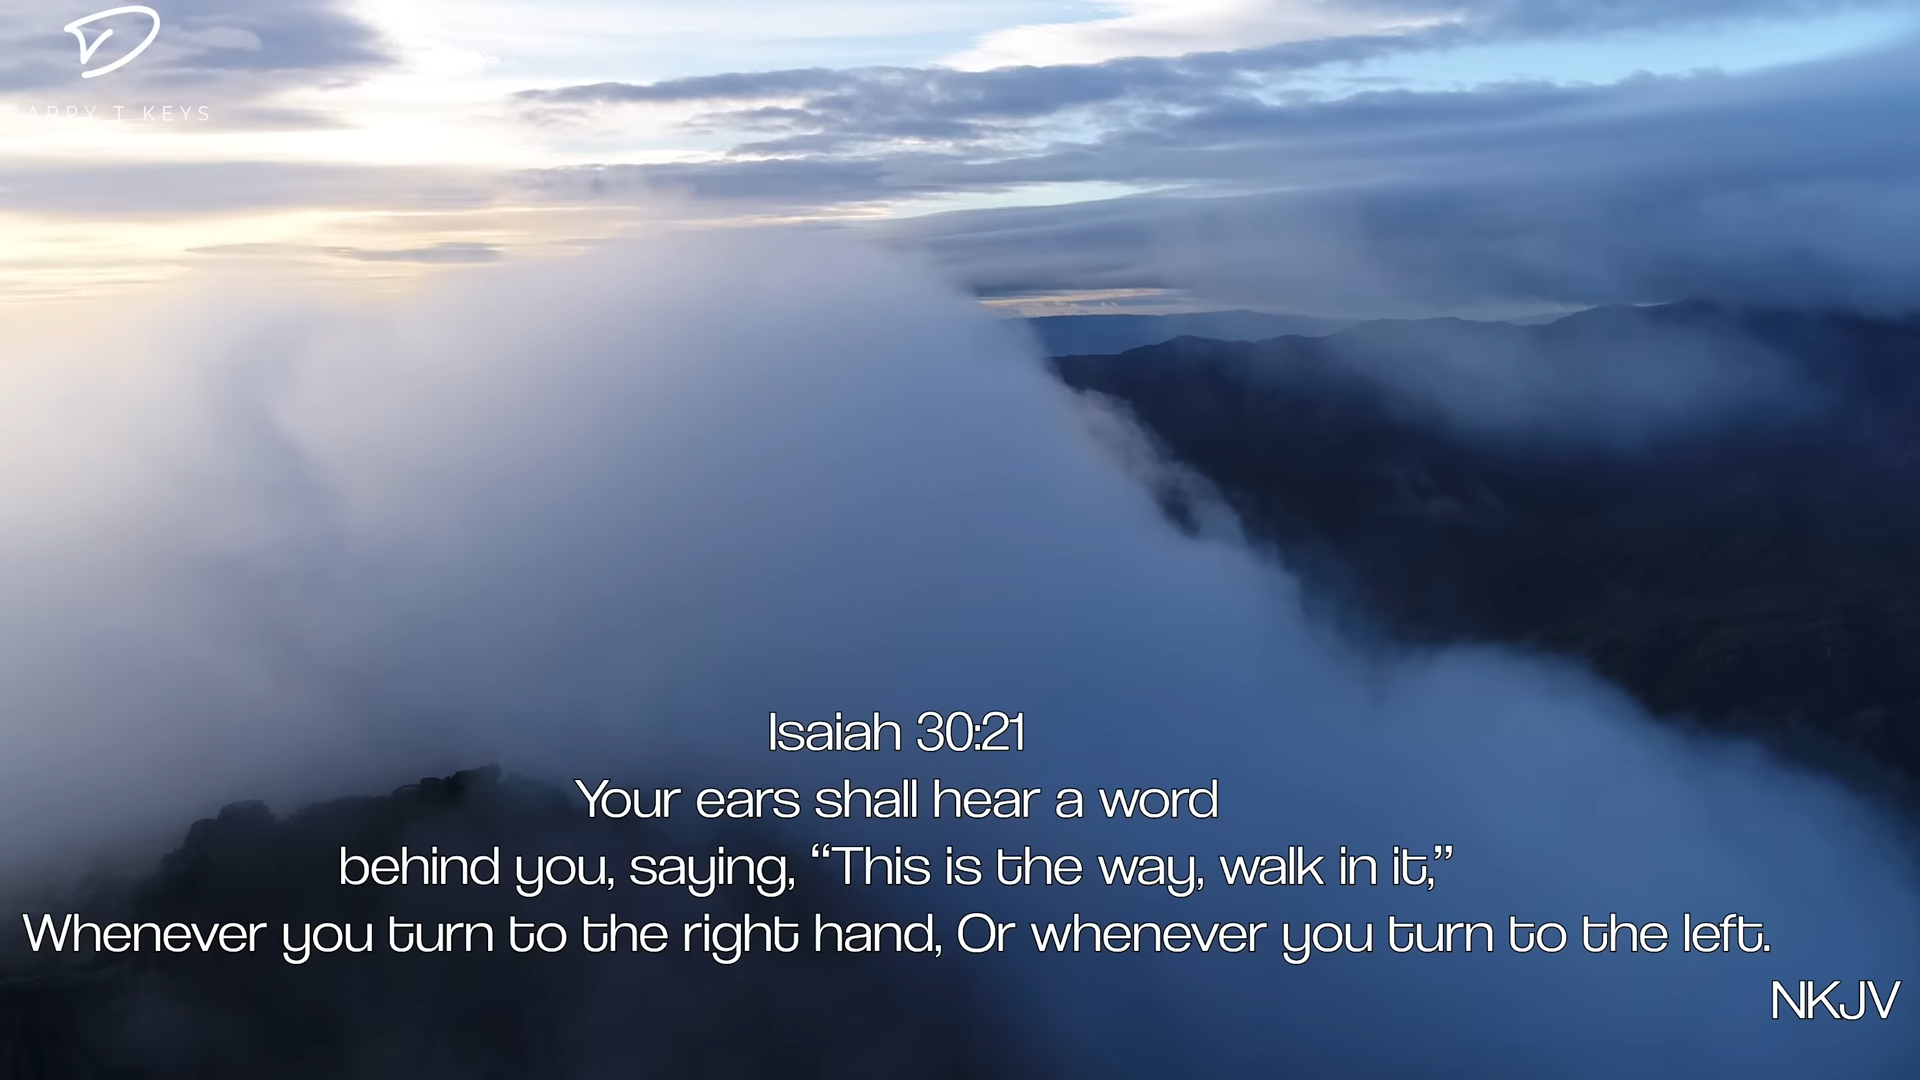 T KEYS
Isaiah 30:21
Your ears shall hear a word
behind you, saying, “This is the way, walk in it,”
Whenever you turn to the right hand, Or whenever you turn to the left.
NKJV